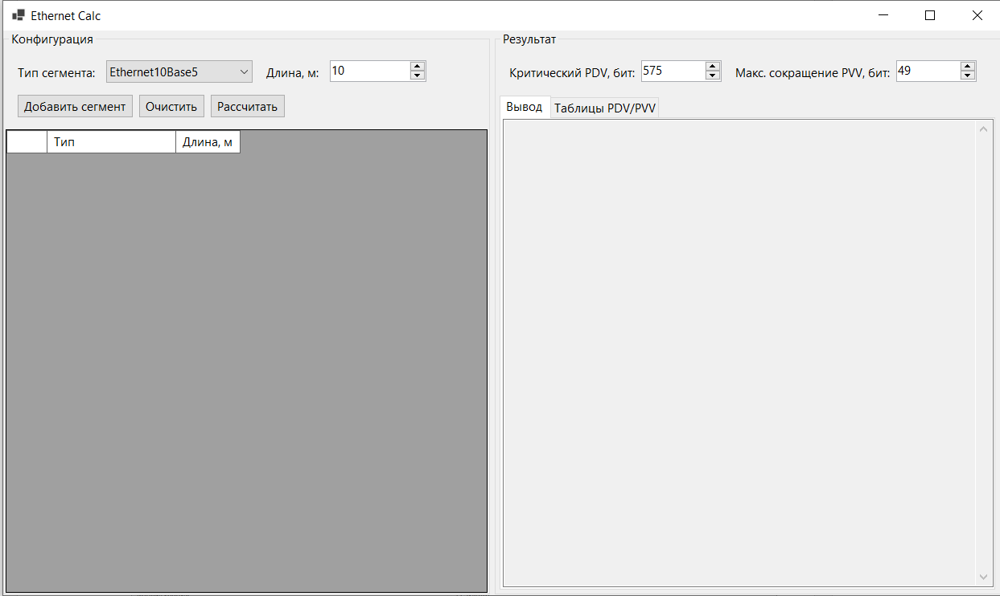 Ethernet Calc
Конфигурация
Тип сегмента: Ethernet10Base5 Длина, м: 10
Добавить сегмент Очистить Рассчитать
Тип Длина, м
Результат
Критический PDV, бит: 575 Макс. сокращение PVV, бит: 49
Вывод Таблицы PDV/PVV